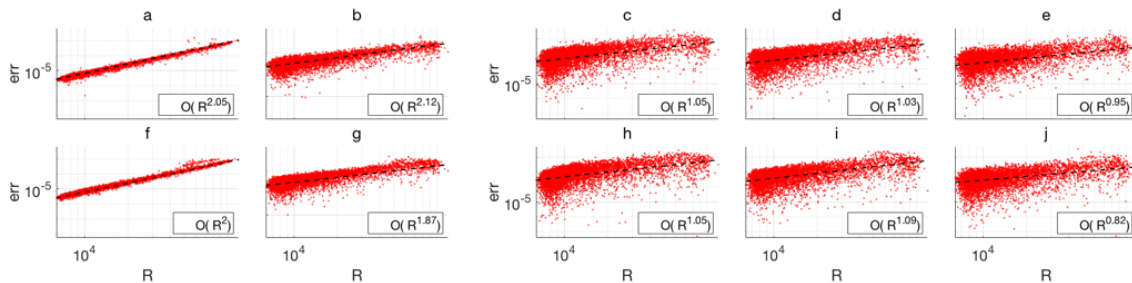 a b c d e
err 10^-5 O( R^2.05) O( R^2.12) err 10^-5 O( R^1.05) O( R^1.03) O( R^0.95)
f g h i j
err 10^-5 O( R^2) O( R^1.87) err 10^-5 O( R^1.05) O( R^1.09) O( R^0.82)
10^4 10^4 10^4 10^4 10^4
R R R R R